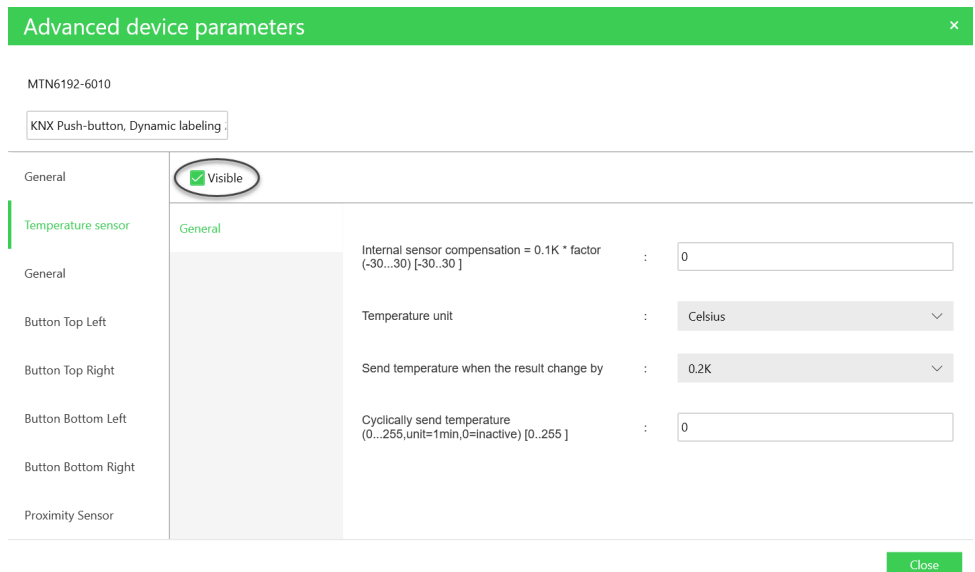 Advanced device parameters
×
MTN6192-6010
KNX Push-button, Dynamic labeling
General
Visible
Temperature sensor
General
General
Button Top Left
Button Top Right
Button Bottom Left
Button Bottom Right
Proximity Sensor
Internal sensor compensation = 0.1K * factor
(-30...30) [-30..30 ]
:
0
Temperature unit
:
Celsius
Send temperature when the result change by
:
0.2K
Cyclically send temperature
(0...255,unit=1min,0=inactive) [0..255 ]
:
0
Close